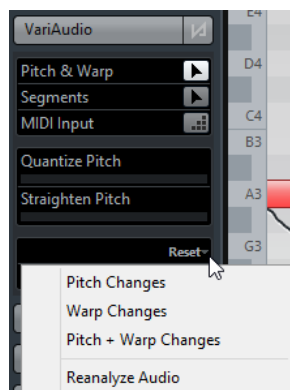 VariAudio
E4
Pitch & Warp
D4
Segments
MIDI Input
C4
B3
Quantize Pitch
Straighten Pitch
A3
Reset
G3
Pitch Changes
Warp Changes
Pitch + Warp Changes
Reanalyze Audio